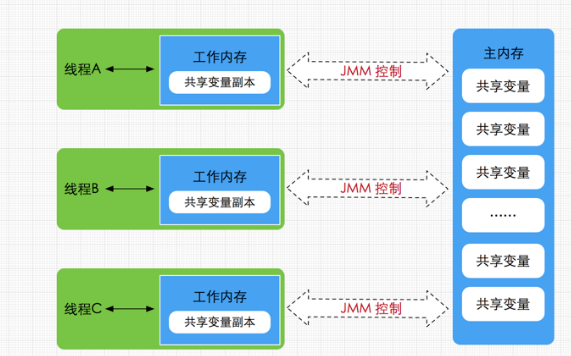 线程A
工作内存
共享变量副本
JMM 控制
线程B
工作内存
共享变量副本
JMM 控制
线程C
工作内存
共享变量副本
JMM 控制
主内存
共享变量
共享变量
共享变量
……
共享变量
共享变量